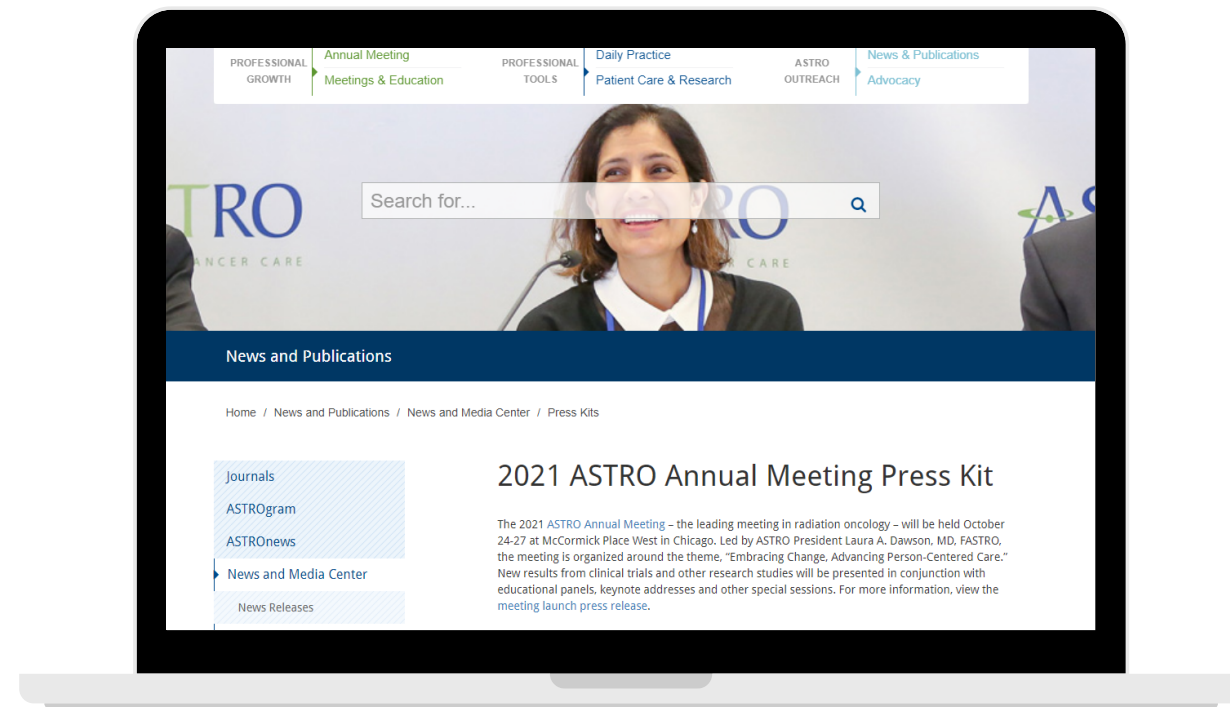 PROFESSIONAL
GROWTH
Annual Meeting
Meetings & Education
PROFESSIONAL
TOOLS
Daily Practice
Patient Care & Research
ASTRO
OUTREACH
News & Publications
Advocacy
Search for...
TRO
RO
AS
ANCER CARE
CARE
News and Publications
Home / News and Publications / News and Media Center / Press Kits
Journals
ASTROgram
ASTROnews
News and Media Center
News Releases
2021 ASTRO Annual Meeting Press Kit
The 2021 ASTRO Annual Meeting – the leading meeting in radiation oncology – will be held October
24-27 at McCormick Place West in Chicago. Led by ASTRO President Laura A. Dawson, MD, FASTRO,
the meeting is organized around the theme, “Embracing Change, Advancing Person-Centered Care.”
New results from clinical trials and other research studies will be presented in conjunction with
educational panels, keynote addresses and other special sessions. For more information, view the
meeting launch press release.